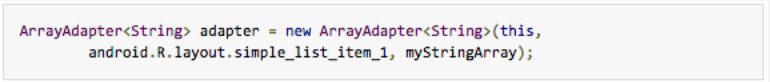 ArrayAdapter<String> adapter = new ArrayAdapter<String>(this,
        android.R.layout.simple_list_item_1, myStringArray);